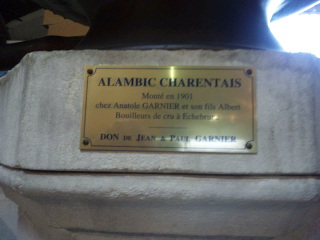 ALAMBIC CHARENTAIS
Monté en 1901
chez Anatole GARNIER et son fils Albert
Bouilleurs de cru à Echebrune
DON DE JEAN & PAUL GARNIER